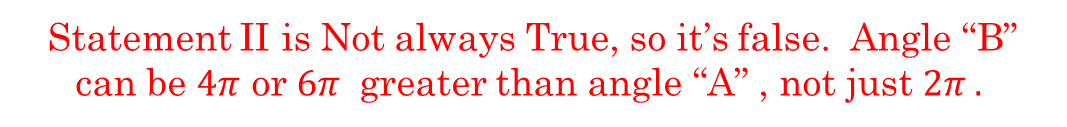 Statement II is Not always True, so it’s false.  Angle “B”
can be 4π or 6π  greater than angle “A” , not just 2π .